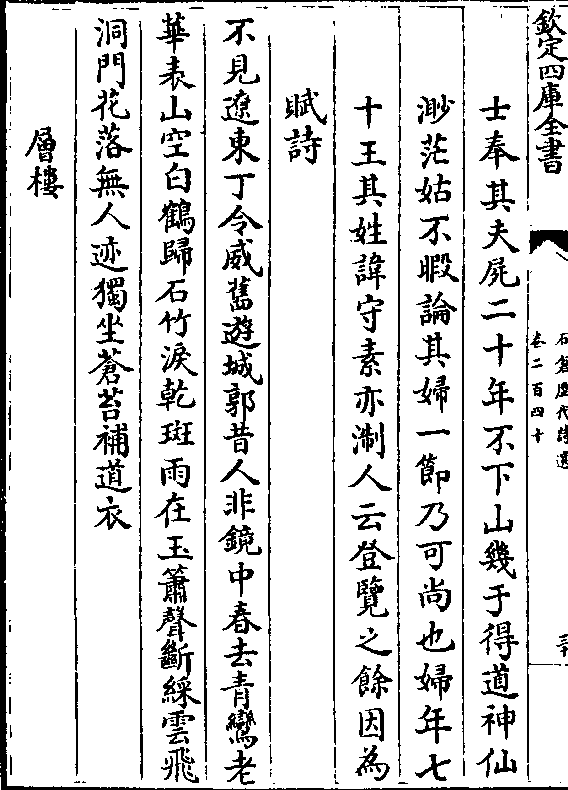 欽定四庫全書
石倉歷代詩選
卷二百四十
士奉其夫屍二十年不下山幾于得道神仙
渺茫姑不暇論其婦一節乃可尚也婦年七
十王其姓諱守素亦淛人云登覽之餘因為
賦詩
不見遼東丁令威舊遊城郭昔人非鏡中春去青鸞老
華表山空白鶴歸石竹淚乾斑雨在玉簫聲斷綵雲飛
洞門花落無人迹獨坐蒼苔補道衣
層樓